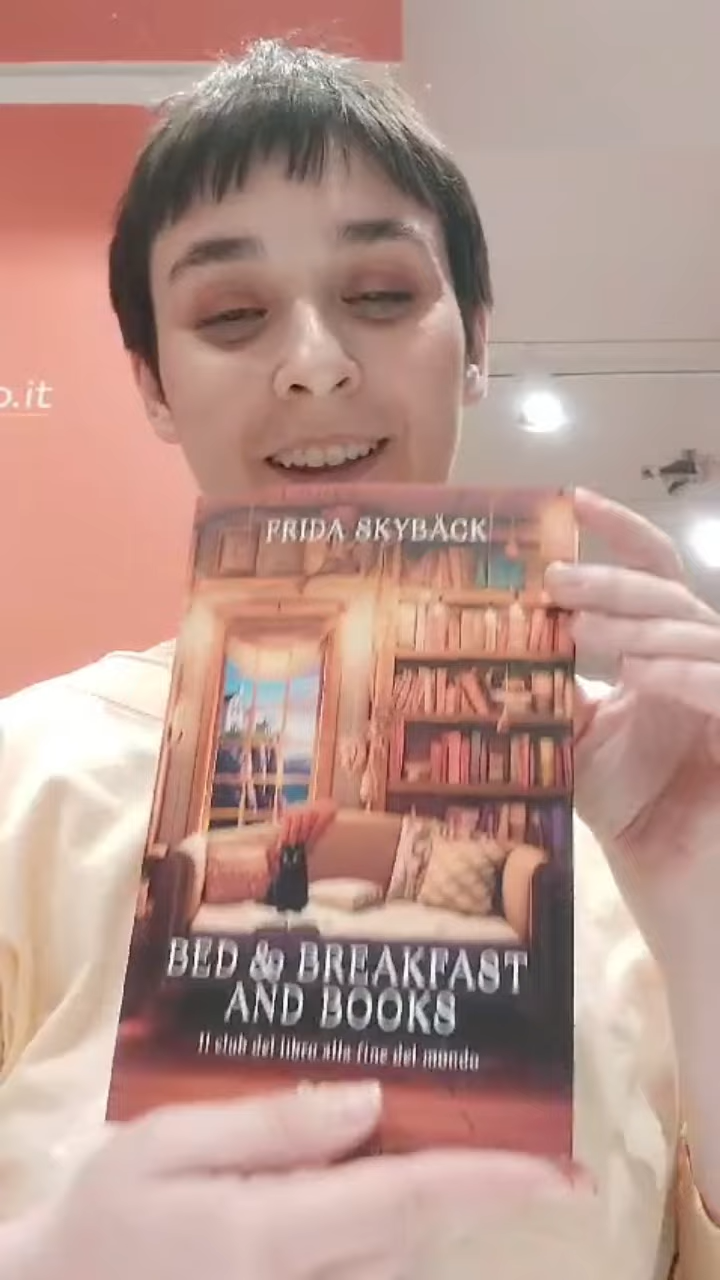 o.it
FRIDA SKYBÄCK
BED & BREAKFAST
AND BOOKS
Il club del libro alla fine del mondo